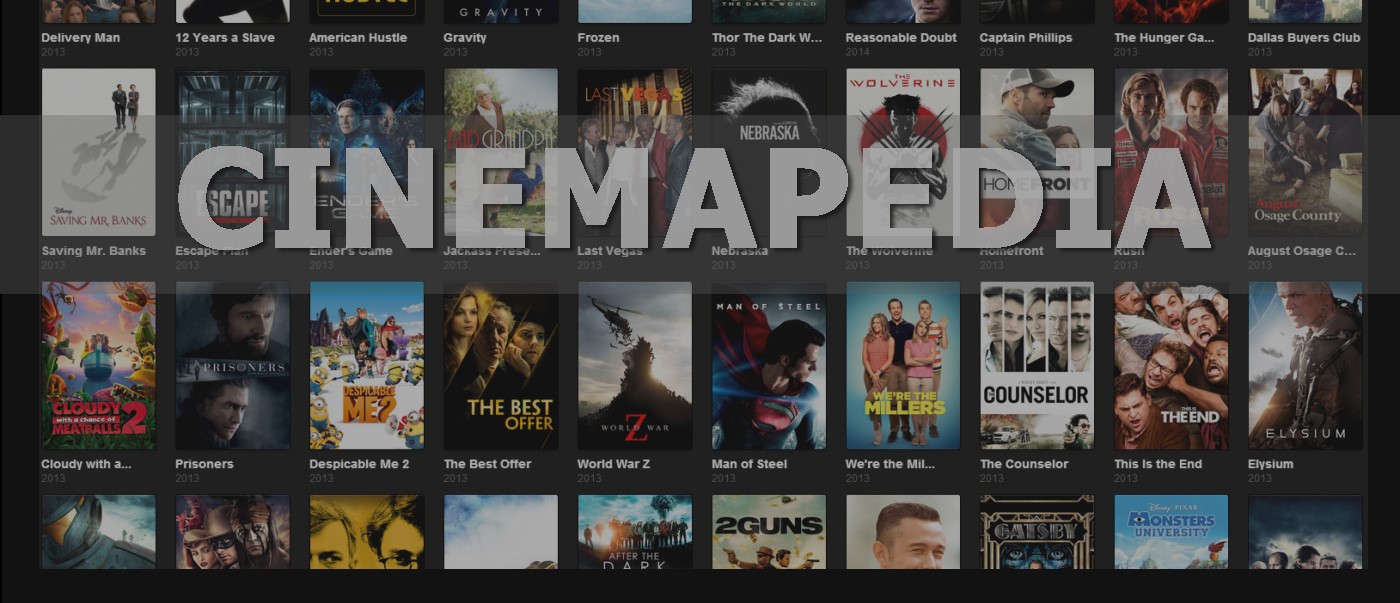 GRAVITY
THE DARK WORLD
Delivery Man
12 Years a Slave
American Hustle
Gravity
Frozen
Thor The Dark W...
Reasonable Doubt
Captain Phillips
The Hunger Ga...
Dallas Buyers Club
2013
2013
2013
2013
2013
2013
2014
2013
2013
2013
Disney
SAVING MR. BANKS
ESCAPE
ENDER'S
GAME
BAD GRANDPA
LAST VEGAS
NEBRASKA
THE
WOLVERINE
HOMEFRONT
RUSH
August:
Osage County
CINEMAPEDIA
Saving Mr. Banks
Escape Plan
Ender's Game
Jackass Prese...
Last Vegas
Nebraska
The Wolverine
Homefront
Rush
August Osage C...
2013
2013
2013
2013
2013
2013
2013
2013
2013
2013
CLOUDY
with a chance of
MEATBALLS 2
PRISONERS
DESPICABLE
ME2
THE BEST
OFFER
WORLD WAR
Z
MAN OF STEEL
WE'RE THE
MILLERS
THE
COUNSELOR
THIS IS
THE END
ELYSIUM
Cloudy with a...
Prisoners
Despicable Me 2
The Best Offer
World War Z
Man of Steel
We're the Mil...
The Counselor
This Is the End
Elysium
2013
2013
2013
2013
2013
2013
2013
2013
2013
2013
AFTER THE
DARK
2GUNS
GATSBY
Disney · PIXAR
MONSTERS
UNIVERSITY